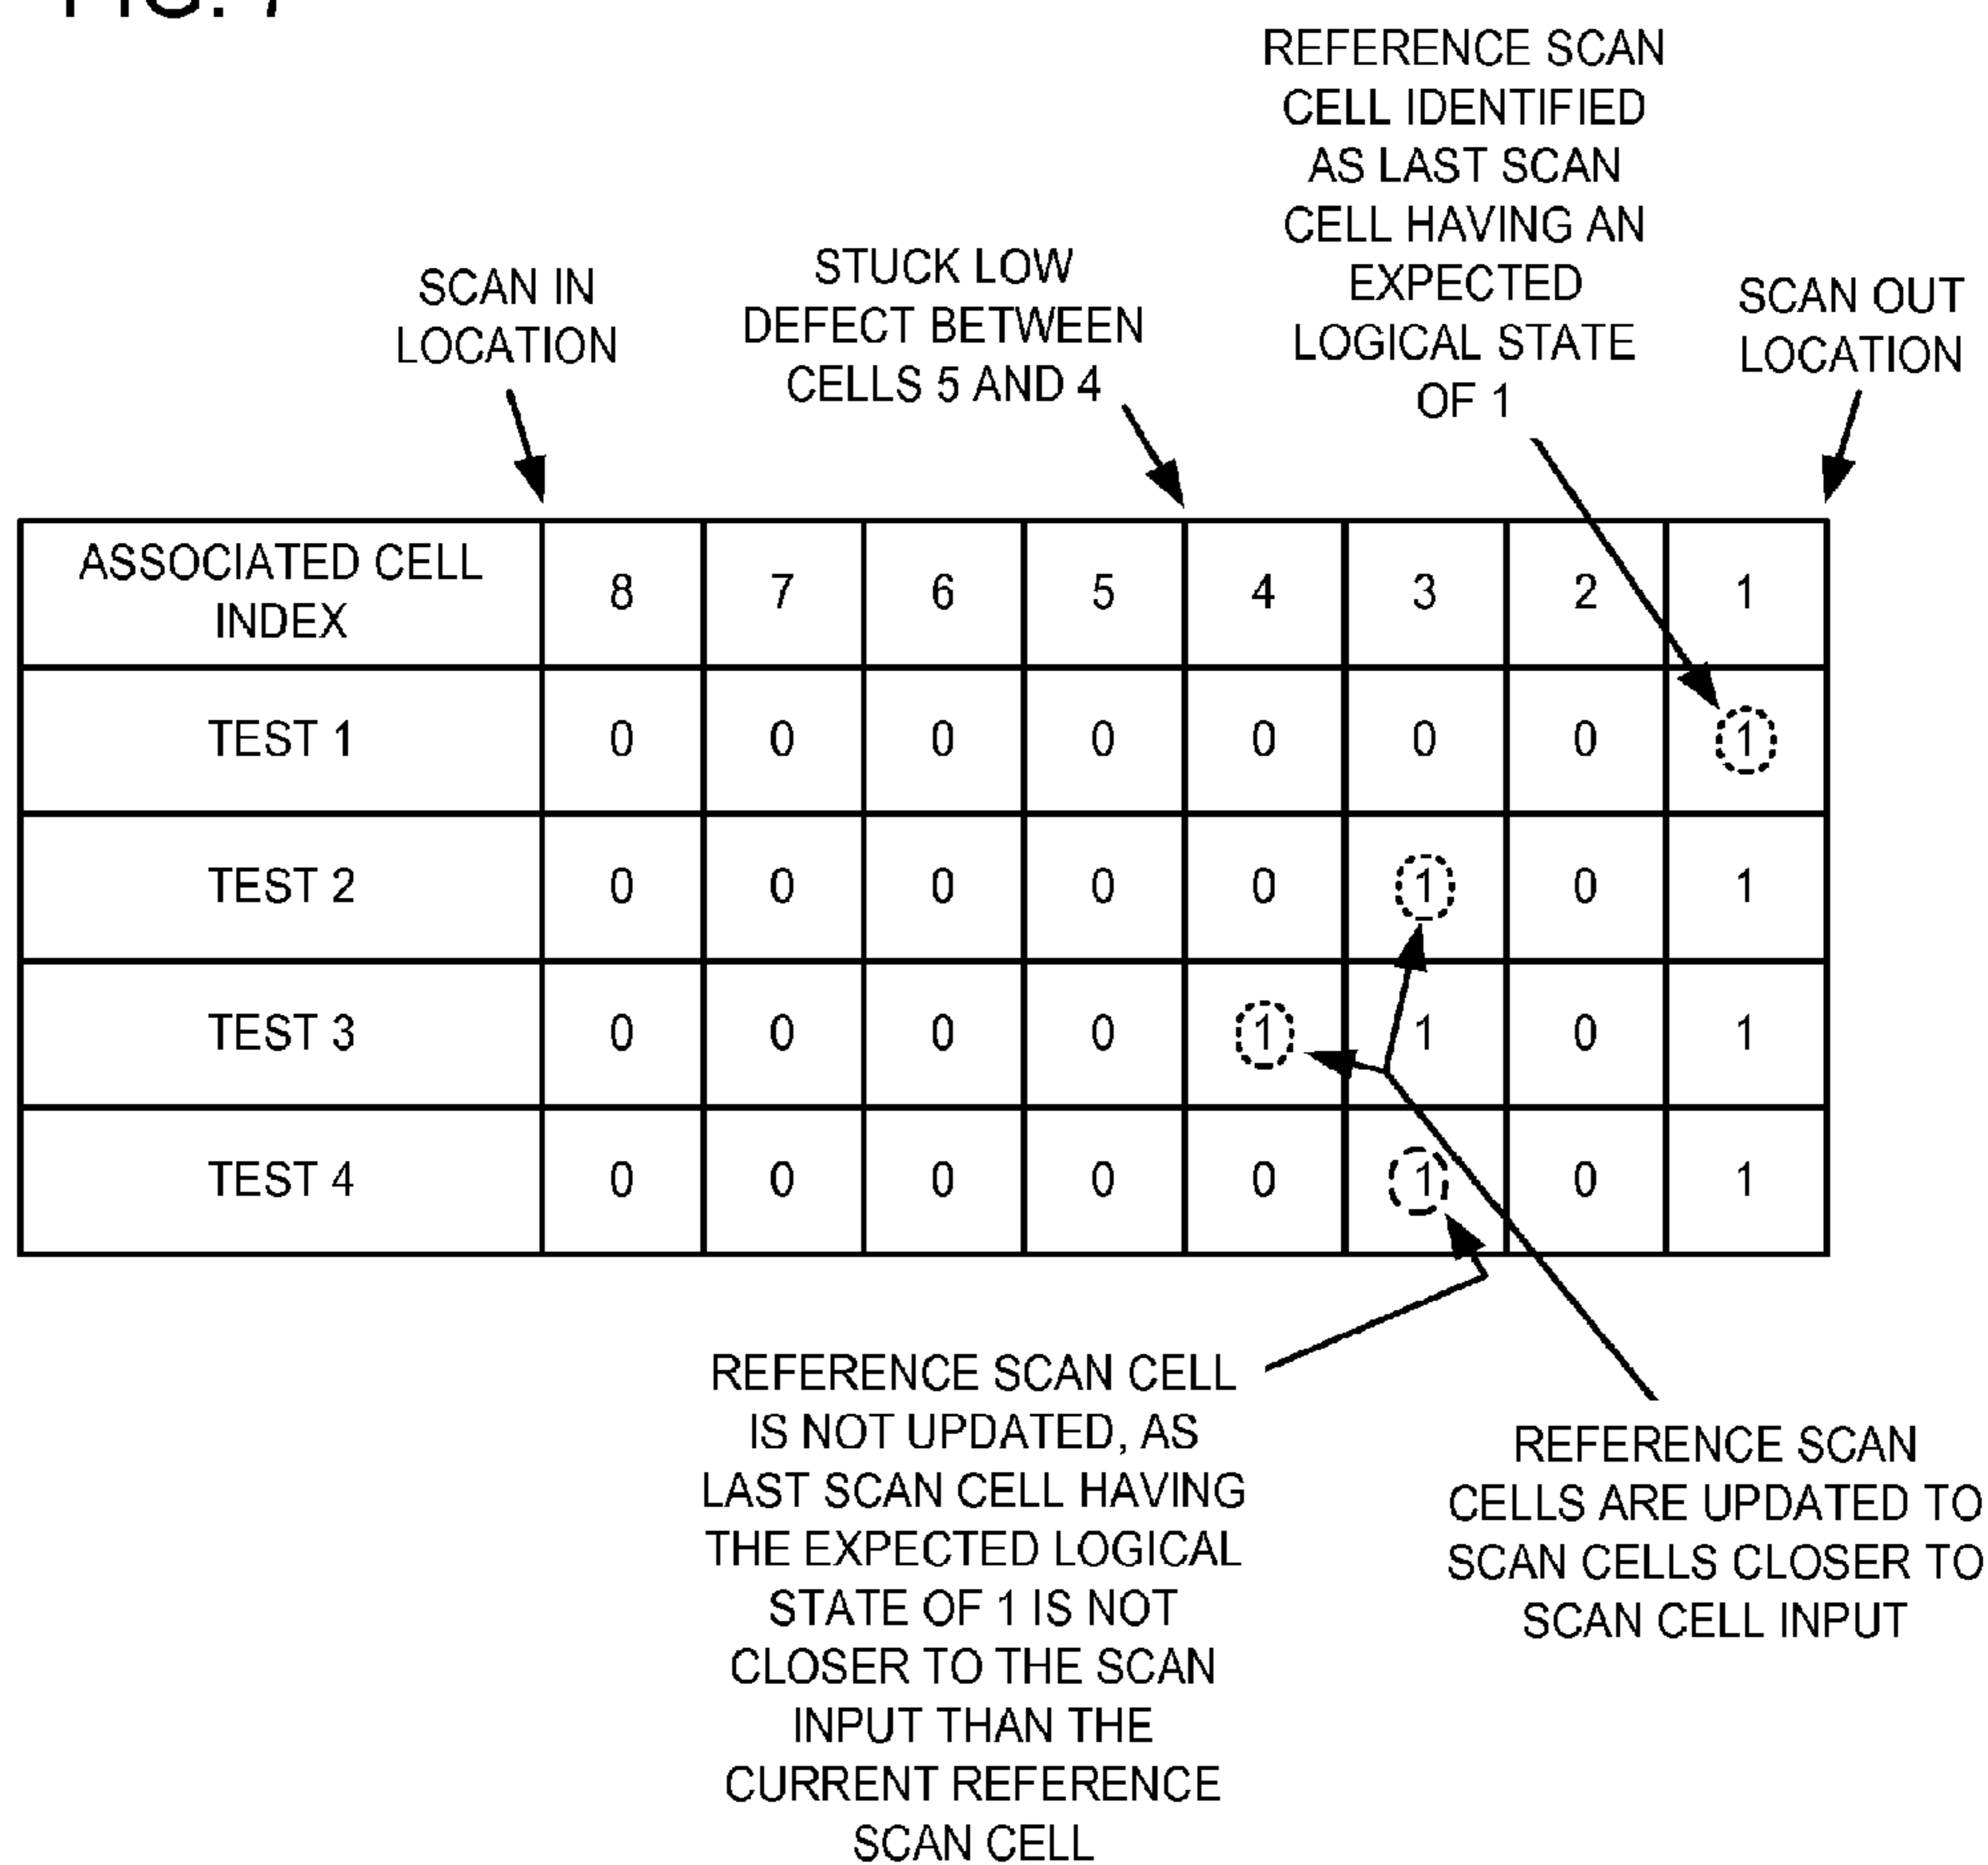 REFERENCE SCAN
CELL IDENTIFIED
AS LAST SCAN
CELL HAVING AN
EXPECTED
LOGICAL STATE
OF 1
SCAN IN
LOCATION
STUCK LOW
DEFECT BETWEEN
CELLS 5 AND 4
SCAN OUT
LOCATION
ASSOCIATED CELL
INDEX
8 7 6 5 4 3 2 1
TEST 1 0 0 0 0 0 0 0 1
TEST 2 0 0 0 0 0 1 0 1
TEST 3 0 0 0 0 1 1 0 1
TEST 4 0 0 0 0 0 1 0 1
REFERENCE SCAN CELL
IS NOT UPDATED, AS
LAST SCAN CELL HAVING
THE EXPECTED LOGICAL
STATE OF 1 IS NOT
CLOSER TO THE SCAN
INPUT THAN THE
CURRENT REFERENCE
SCAN CELL
REFERENCE SCAN
CELLS ARE UPDATED TO
SCAN CELLS CLOSER TO
SCAN CELL INPUT